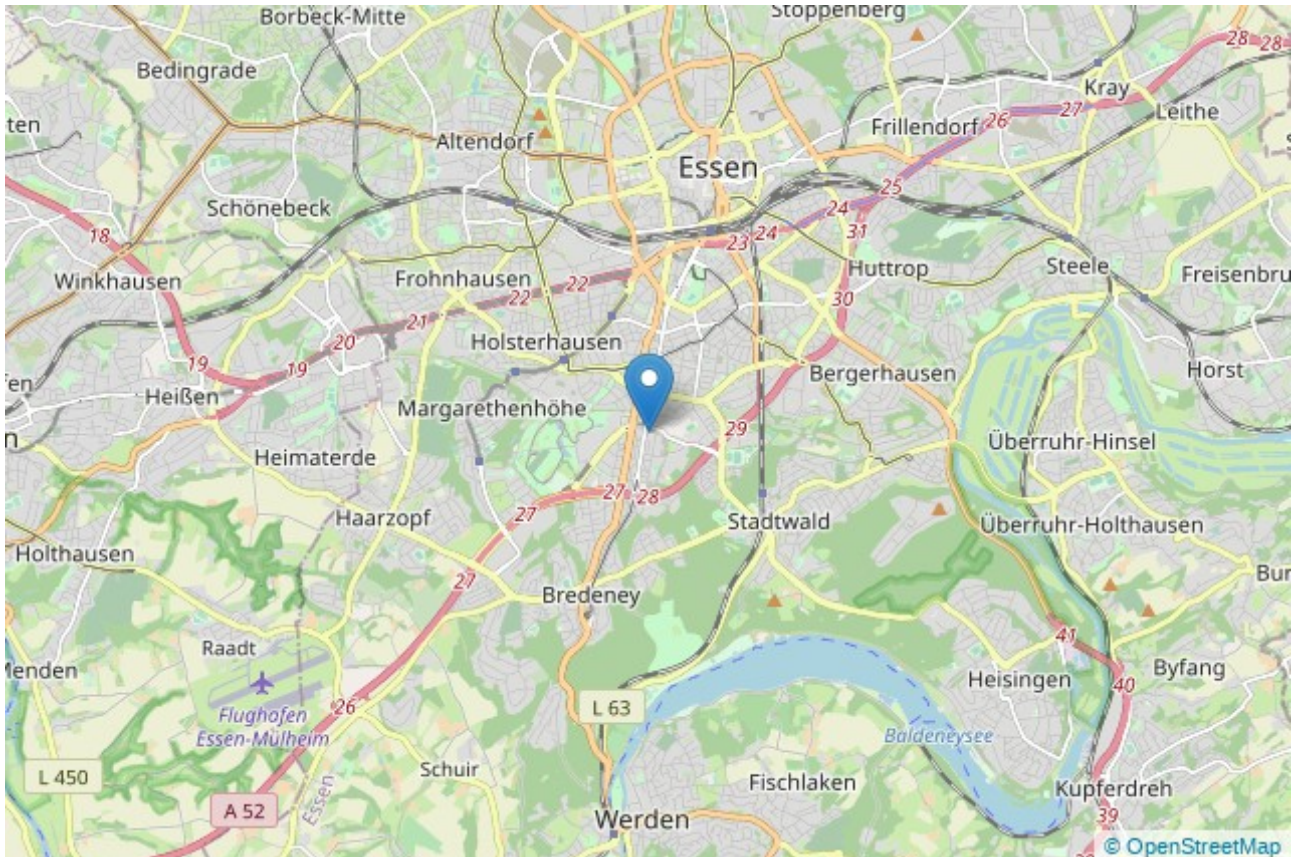 Borbeck-Mitte
Stoppenberg
28
28
Bedingrade
Kray
27
Leithe
Frillendorf
26
Altendorf
Essen
25
Schönebeck
24
24
23
31
18
Winkhausen
Frohnhausen
22
22
Huttrop
Steele
Freisenbru
30
21
20
Holsterhausen
19
19
Heißen
Bergerhausen
Horst
Margarethenhöhe
29
Überruhr-Hinsel
Heimaterde
27
28
Haarzopf
27
Stadtwald
Überruhr-Holthausen
Holthausen
27
Bur
Bredeney
Raadt
41
Menden
Byfang
Heisingen
40
26
Flughafen
Essen-Mülheim
L 63
Baldeneysee
L 450
Schuir
Fischlaken
Kupferdreh
A 52
Essen
Werden
39
© OpenStreetMap